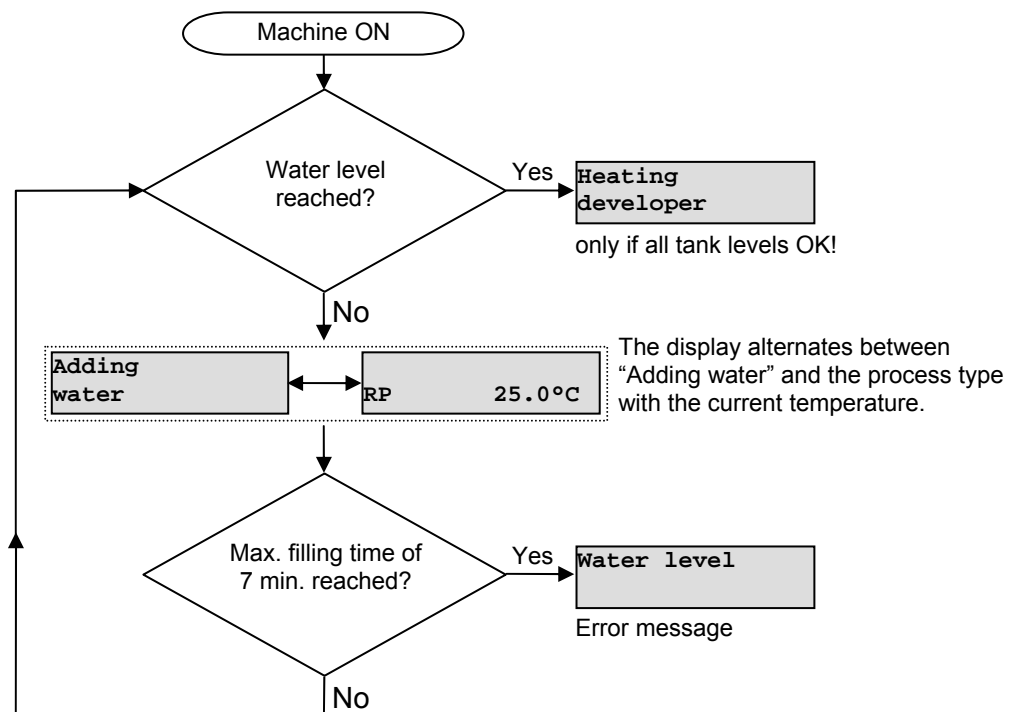 Machine ON
Water level
reached?
Yes
Heating
developer
only if all tank levels OK!
No
Adding
water
RP 25.0°C
The display alternates between
“Adding water” and the process type
with the current temperature.
Max. filling time of
7 min. reached?
Yes
Water level
Error message
No